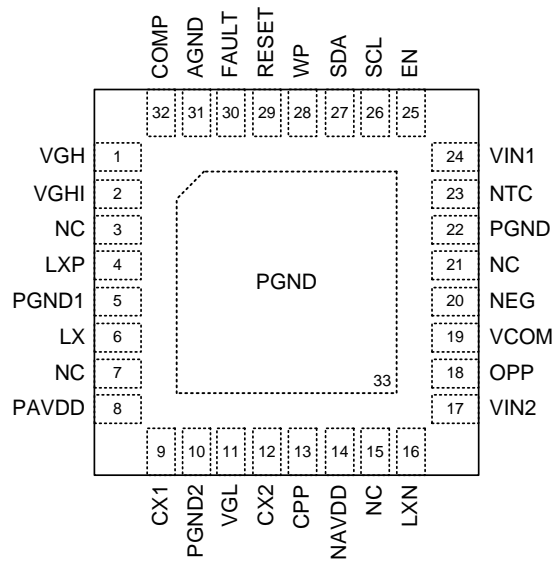 COMP AGND FAULT RESET WP SDA SCL EN
32 31 30 29 28 27 26 25
VGH 1 24 VIN1
VGHI 2 23 NTC
NC 3 22 PGND
LXP 4 21 NC
PGND
PGND1 5 20 NEG
LX 6 19 VCOM
NC 7 18 OPP
33
PAVDD 8 17 VIN2
9 10 11 12 13 14 15 16
CX1 PGND2 VGL CX2 CPP NAVDD NC LXN